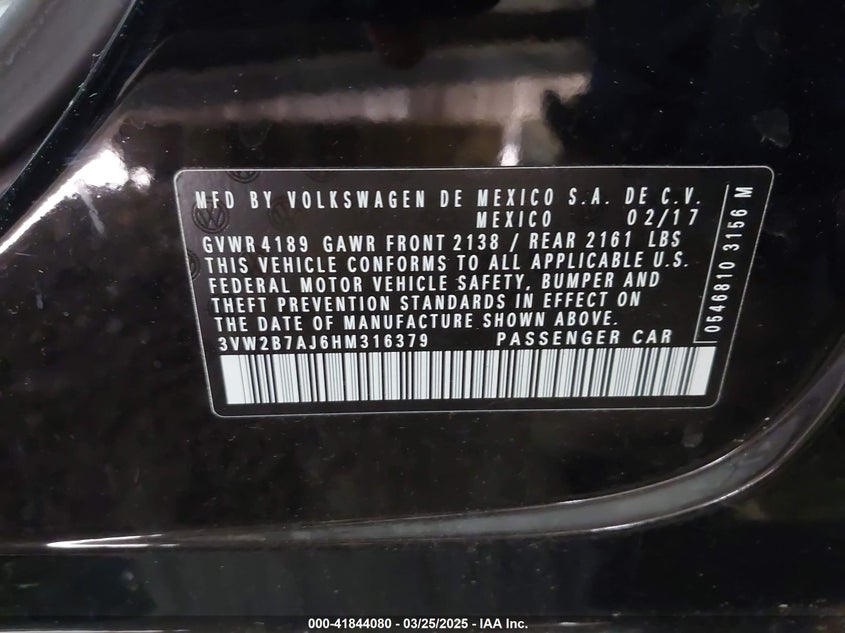 MFD BY VOLKSWAGEN DE MEXICO S.A. DE C.V.
MEXICO 02/17
GVWR 4189 GAWR FRONT 2138 / REAR 2161 LBS
THIS VEHICLE CONFORMS TO ALL APPLICABLE U.S.
FEDERAL MOTOR VEHICLE SAFETY, BUMPER AND
THEFT PREVENTION STANDARDS IN EFFECT ON
THE DATE OF MANUFACTURE SHOWN ABOVE.
3VW2B7AJ6HM316379 PASSENGER CAR
0546810 3156 M
000-41844080 - 03/25/2025 - IAA Inc.